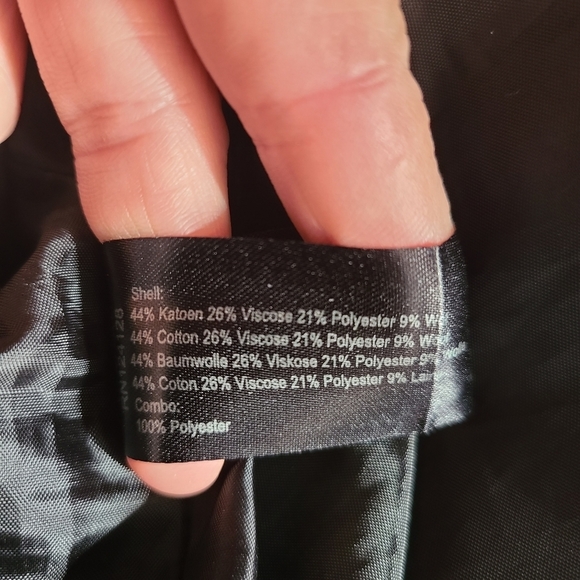 Shell:
44% Katoen 26% Viscose 21% Polyester 9%
44% Cotton 26% Viscose 21% Polyester 9%
44% Baumwolle 26% Viskose 21% Polyester 9%
44% Coton 26% Viscose 21% Polyester 9%
Combo:
100% Polyester